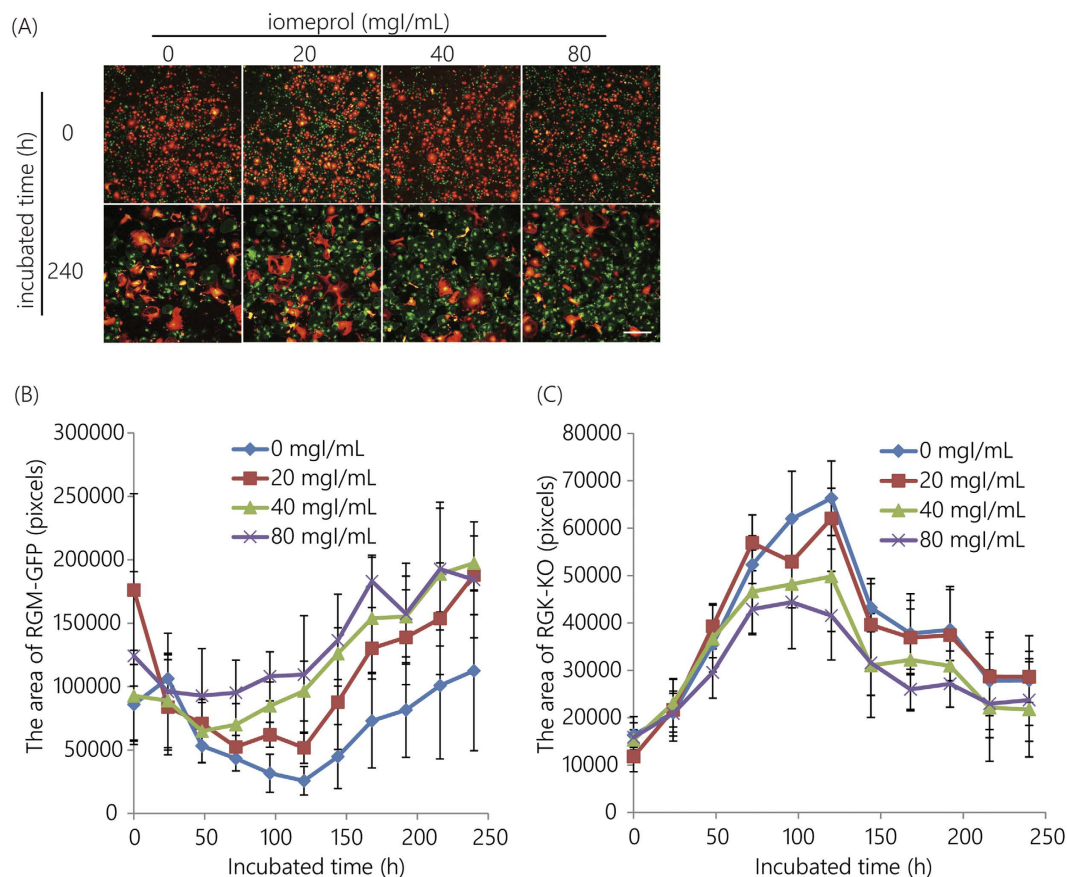 (A)
iomeprol (mgI/mL)
0 20 40 80
incubated time (h)
0
240
(B)
The area of RGM-GFP (pixcels)
300000
250000
200000
150000
100000
50000
0
0 mgI/mL
20 mgI/mL
40 mgI/mL
80 mgI/mL
0 50 100 150 200 250
Incubated time (h)
(C)
The area of RGK-KO (pixcels)
80000
70000
60000
50000
40000
30000
20000
10000
0
0 mgI/mL
20 mgI/mL
40 mgI/mL
80 mgI/mL
0 50 100 150 200 250
Incubated time (h)